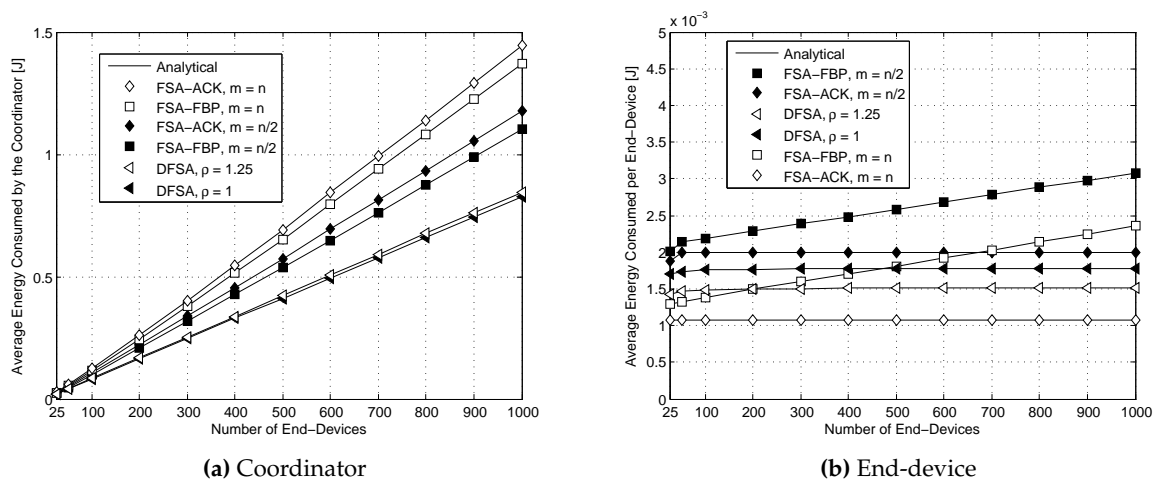 1.5
1
0.5
0
Average Energy Consumed by the Coordinator [J]
Analytical
FSA−ACK, m = n
FSA−FBP, m = n
FSA−ACK, m = n/2
FSA−FBP, m = n/2
DFSA, ρ = 1.25
DFSA, ρ = 1
25 100 200 300 400 500 600 700 800 900 1000
Number of End−Devices
(a) Coordinator
x 10−3
5
4.5
4
3.5
3
2.5
2
1.5
1
0.5
0
Average Energy Consumed per End−Device [J]
Analytical
FSA−FBP, m = n/2
FSA−ACK, m = n/2
DFSA, ρ = 1.25
DFSA, ρ = 1
FSA−FBP, m = n
FSA−ACK, m = n
25 100 200 300 400 500 600 700 800 900 1000
Number of End−Devices
(b) End-device